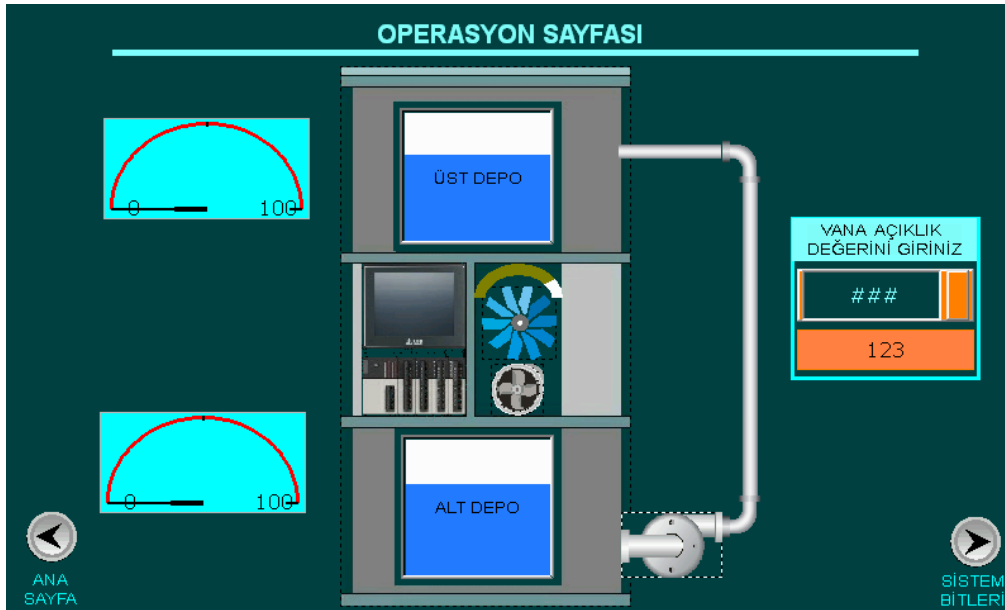 OPERASYON SAYFASI
0 100
ÜST DEPO
VANA AÇIKLIK
DEĞERİNİ GİRİNİZ
###
123
0 100
ALT DEPO
ANA
SAYFA
SİSTEM
BİTLERİ